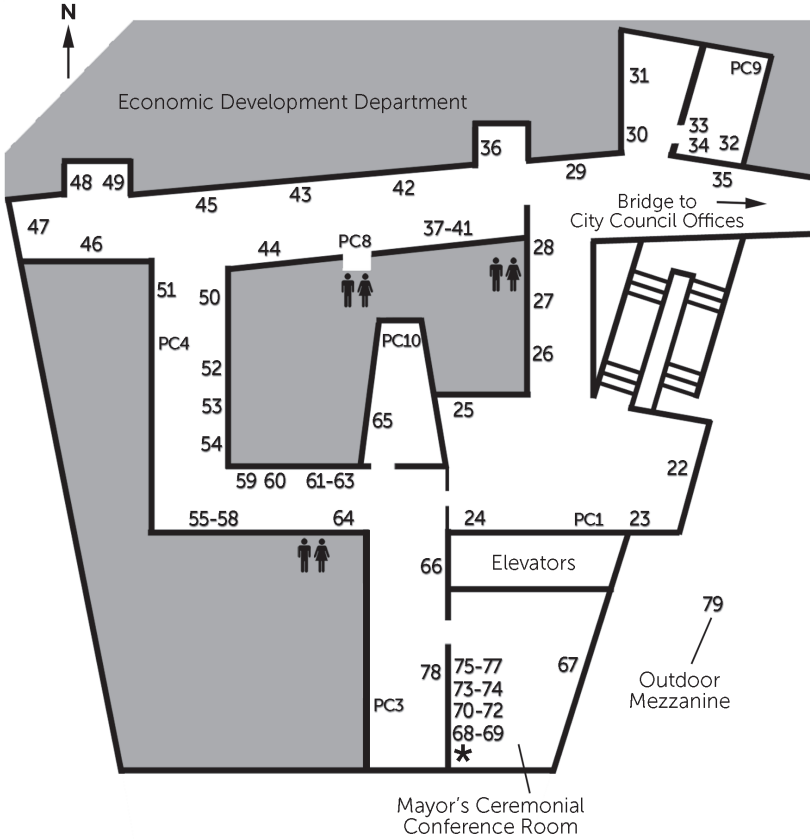 N
Economic Development Department
PC9
31
30
33
34 32
36
29
35
48 49
45
43
42
47
46
Bridge to
City Council Offices
37-41
44
PC8
28
51
50
27
PC4
PC10
26
52
53
25
65
54
22
59 60 61-63
55-58
64
24
PC1
23
66
Elevators
79
78
75-77
67
73-74
Outdoor
Mezzanine
PC3
70-72
68-69
*
Mayor's Ceremonial
Conference Room